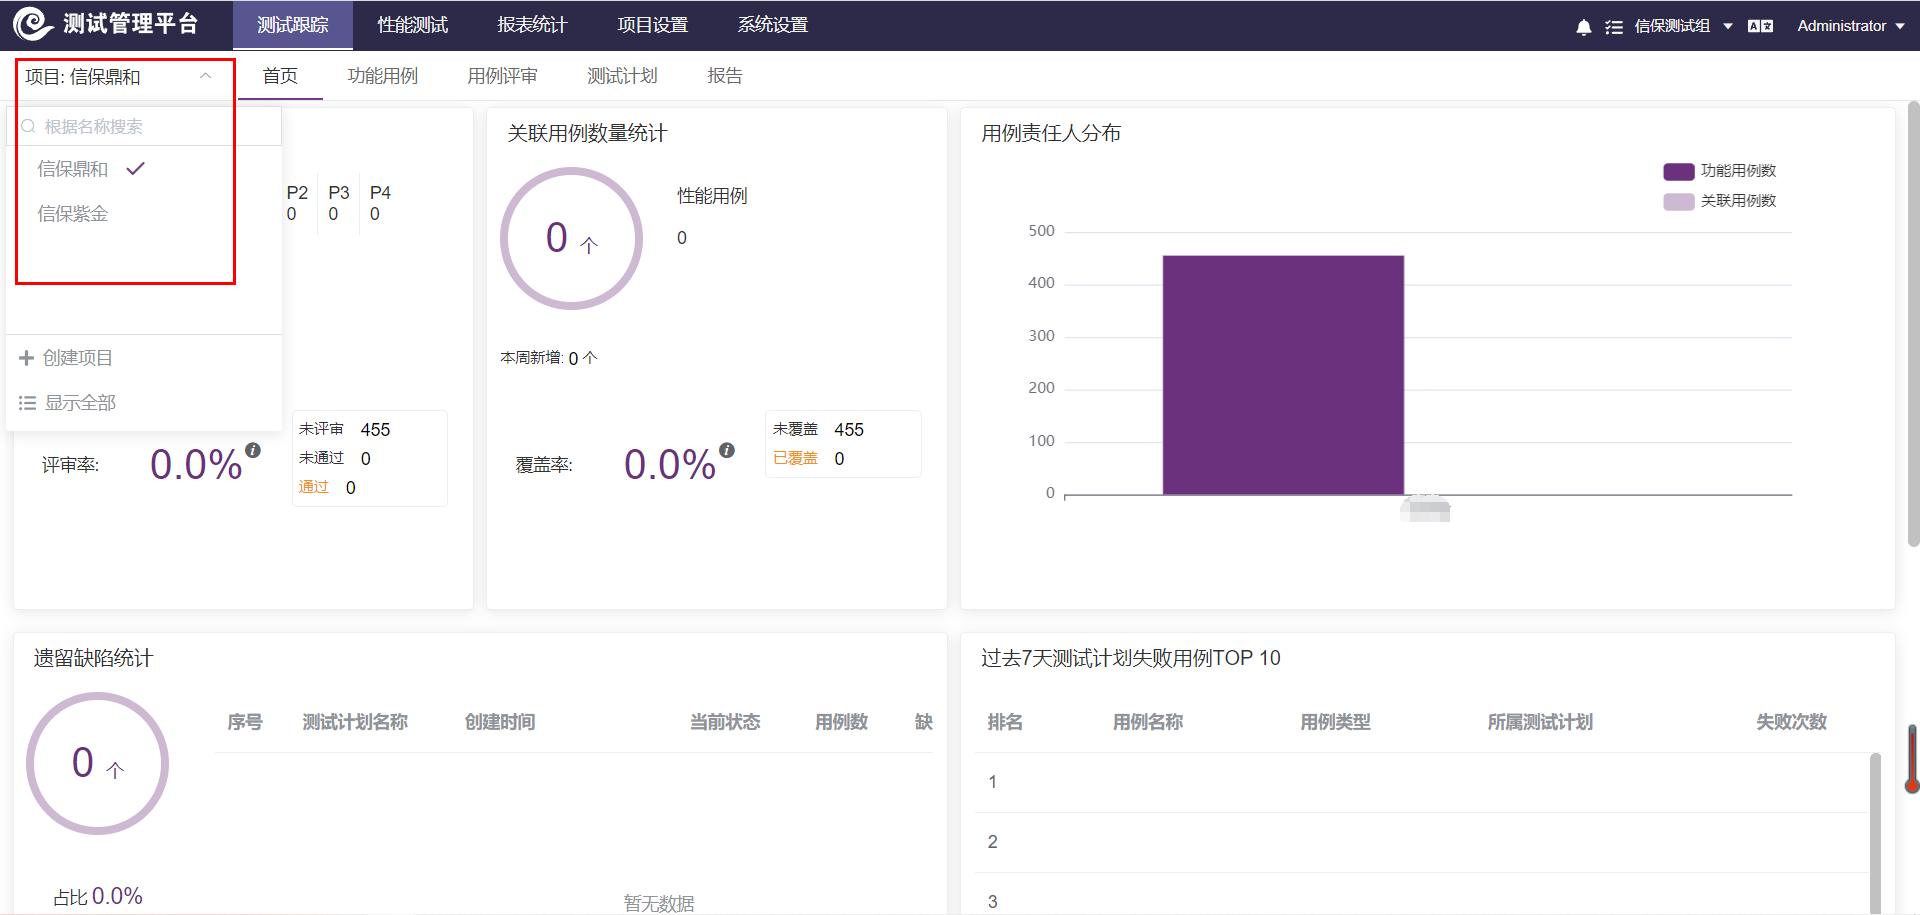 测试管理平台
测试跟踪 性能测试 报表统计 项目设置 系统设置
信保测试组
Administrator
项目: 信保鼎和
首页 功能用例 用例评审 测试计划 报告
根据名称搜索
信保鼎和
信保紫金
创建项目
显示全部
P2 P3 P4
0 0 0
评审率: 0.0%
未评审 455
未通过 0
通过 0
关联用例数量统计
0 个
性能用例
0
本周新增: 0 个
覆盖率: 0.0%
未覆盖 455
已覆盖 0
用例责任人分布
功能用例数
关联用例数
500
400
300
200
100
0
遗留缺陷统计
0 个
占比 0.0%
序号 测试计划名称 创建时间 当前状态 用例数 缺
暂无数据
过去7天测试计划失败用例TOP 10
排名 用例名称 用例类型 所属测试计划 失败次数
1
2
3